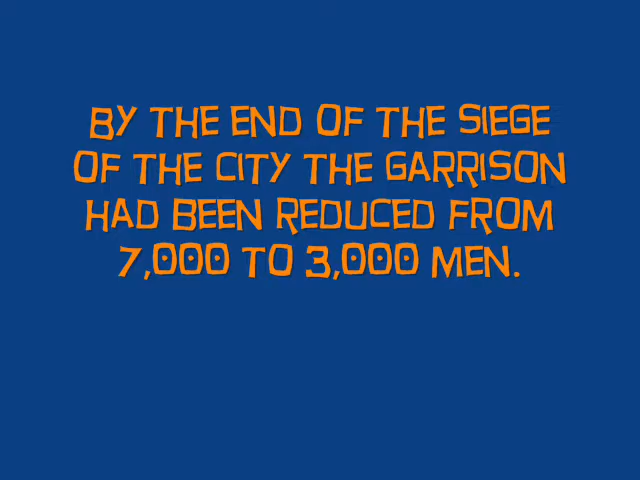 BY THE END OF THE SIEGE
OF THE CITY THE GARRISON
HAD BEEN REDUCED FROM
7,000 TO 3,000 MEN.